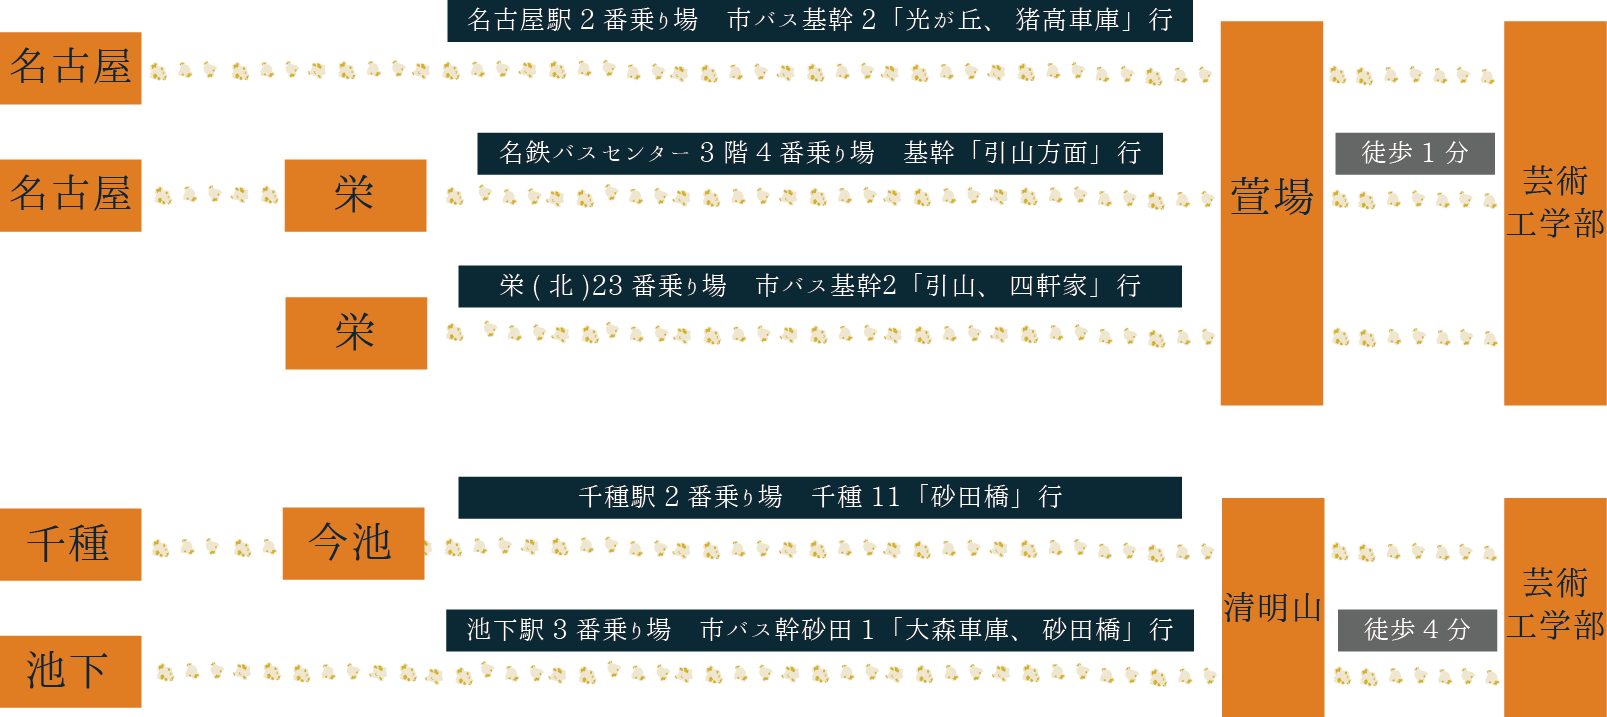 名古屋駅２番乗り場　市バス基幹２「光が丘、猪高車庫」行
名古屋
名鉄バスセンター３階４番乗り場　基幹「引山方面」行
名古屋
栄
萱場
徒歩１分
芸術
工学部
栄(北)23番乗り場　市バス基幹2「引山、四軒家」行
栄
千種駅２番乗り場　千種11「砂田橋」行
千種
今池
清明山
芸術
工学部
池下駅３番乗り場　市バス幹砂田１「大森車庫、砂田橋」行
徒歩４分
池下